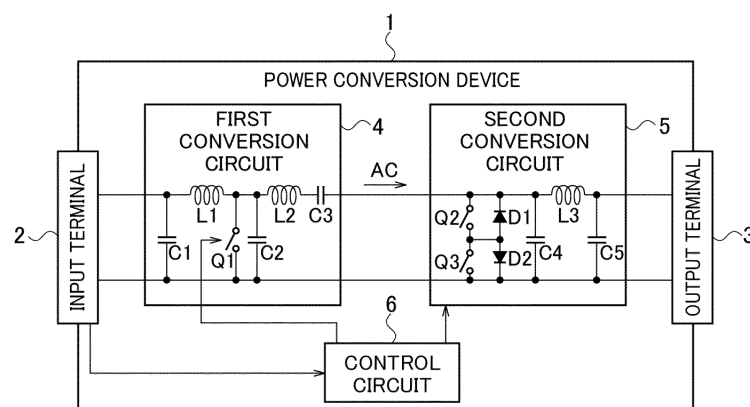 1
POWER CONVERSION DEVICE
FIRST
CONVERSION
CIRCUIT
4
SECOND
CONVERSION
CIRCUIT
5
AC
2
INPUT TERMINAL
L1
L2
C3
C1
Q1
C2
Q2
D1
L3
Q3
D2
C4
C5
OUTPUT TERMINAL
3
6
CONTROL
CIRCUIT